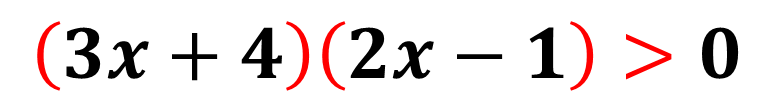 (3x + 4)(2x − 1) > 0